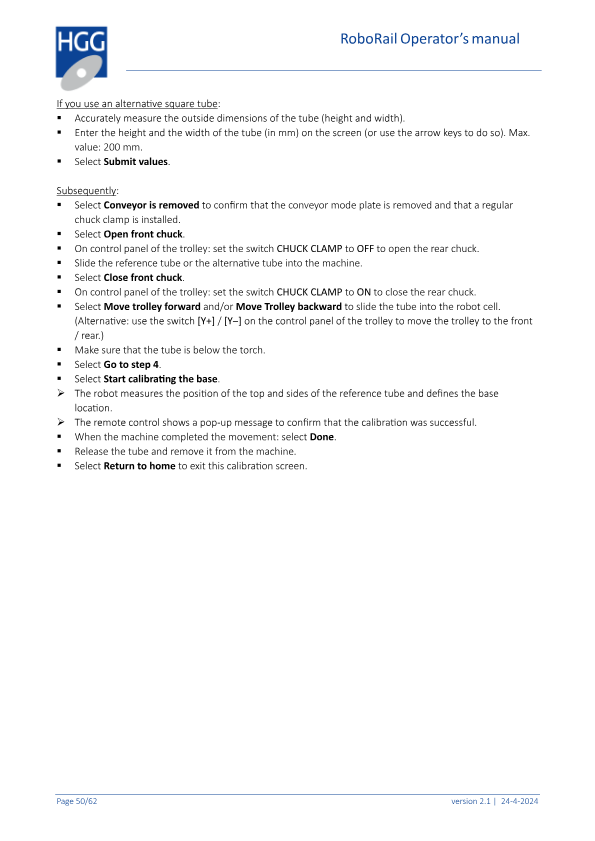 HGG
RoboRail Operator's manual
If you use an alternative square tube:
▪ Accurately measure the outside dimensions of the tube (height and width).
▪ Enter the height and the width of the tube (in mm) on the screen (or use the arrow keys to do so). Max.
value: 200 mm.
▪ Select Submit values.
Subsequently:
▪ Select Conveyor is removed to confirm that the conveyor mode plate is removed and that a regular
chuck clamp is installed.
▪ Select Open front chuck.
▪ On control panel of the trolley: set the switch CHUCK CLAMP to OFF to open the rear chuck.
▪ Slide the reference tube or the alternative tube into the machine.
▪ Select Close front chuck.
▪ On control panel of the trolley: set the switch CHUCK CLAMP to ON to close the rear chuck.
▪ Select Move trolley forward and/or Move Trolley backward to slide the tube into the robot cell.
(Alternative: use the switch [Y+] / [Y–] on the control panel of the trolley to move the trolley to the front
/ rear.)
▪ Make sure that the tube is below the torch.
▪ Select Go to step 4.
▪ Select Start calibrating the base.
➢ The robot measures the position of the top and sides of the reference tube and defines the base
location.
➢ The remote control shows a pop-up message to confirm that the calibration was successful.
▪ When the machine completed the movement: select Done.
▪ Release the tube and remove it from the machine.
▪ Select Return to home to exit this calibration screen.
Page 50/62
version 2.1 | 24-4-2024